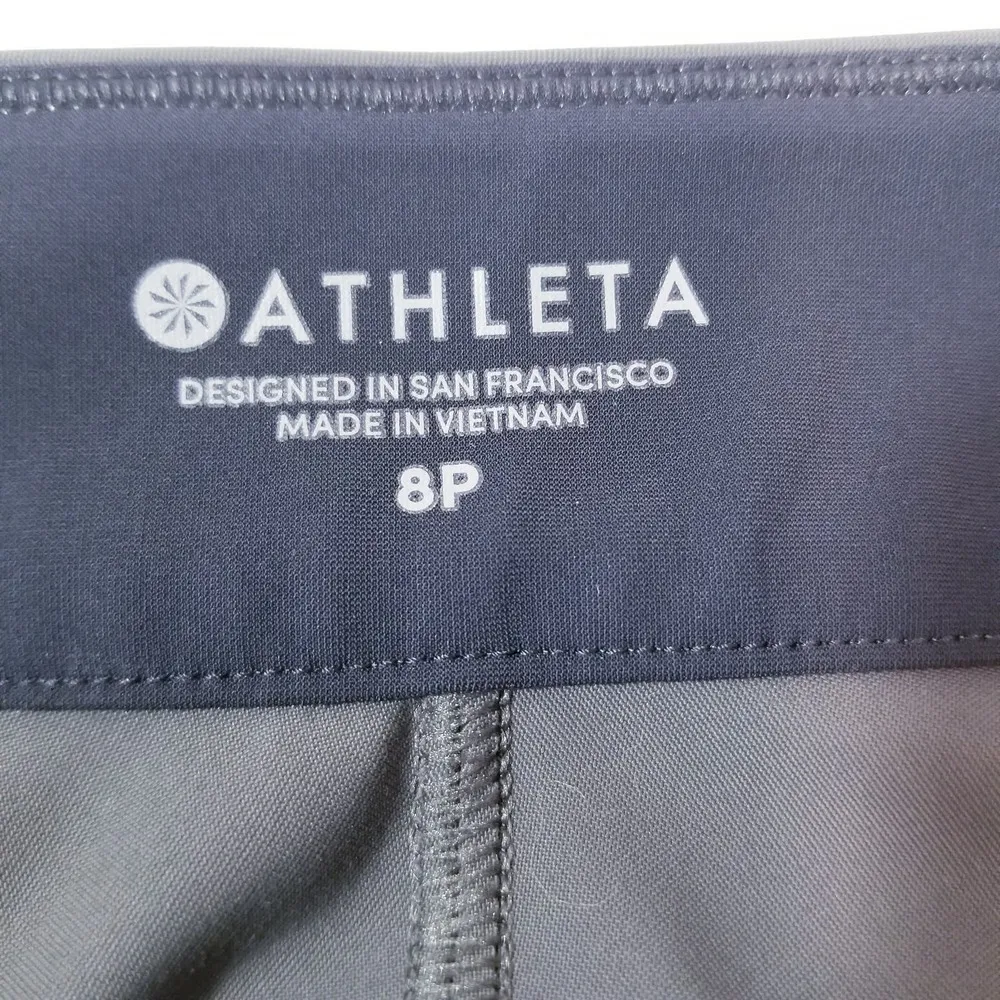 ATHLETA
DESIGNED IN SAN FRANCISCO
MADE IN VIETNAM
8P